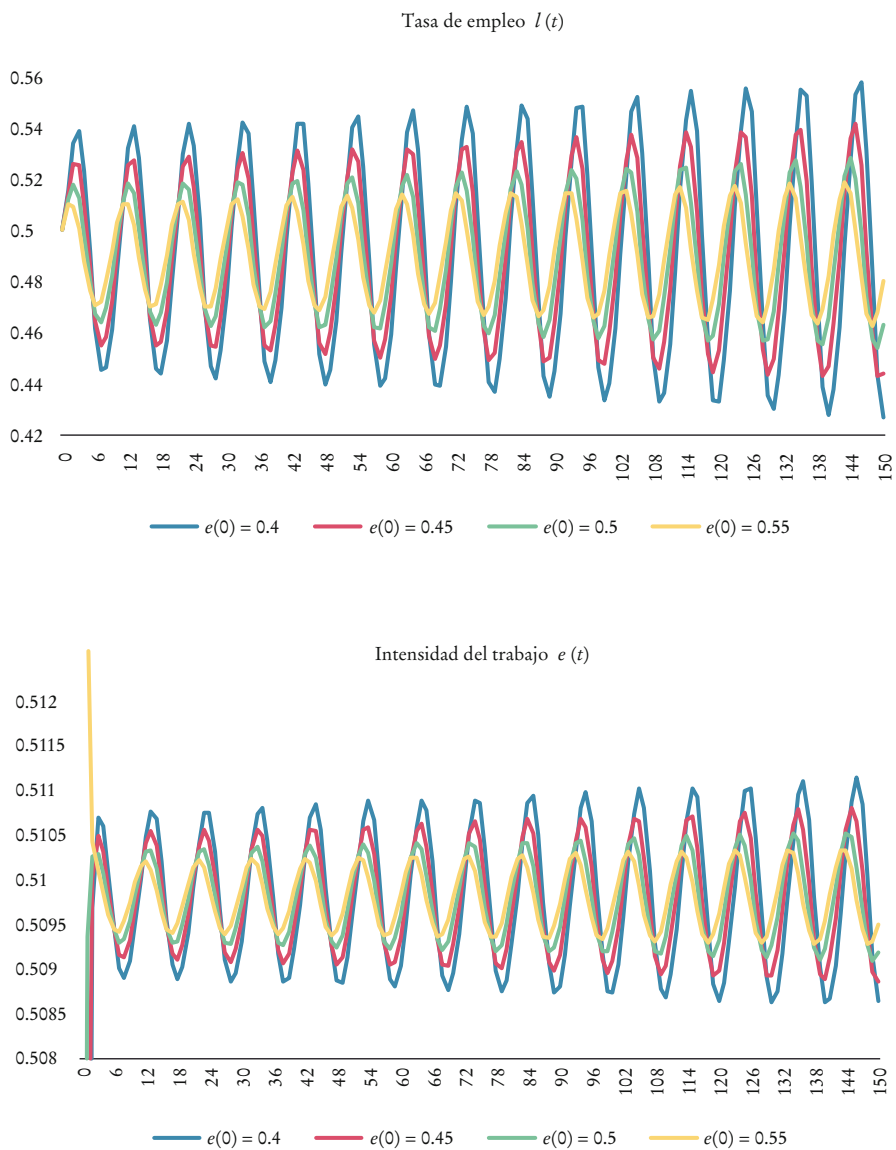 Tasa de empleo l (t)
0.56
0.54
0.52
0.5
0.48
0.46
0.44
0.42
0 6 12 18 24 30 36 42 48 54 60 66 72 78 84 90 96 102 108 114 120 126 132 138 144 150
e(0) = 0.4 e(0) = 0.45 e(0) = 0.5 e(0) = 0.55
Intensidad del trabajo e (t)
0.512
0.5115
0.511
0.5105
0.51
0.5095
0.509
0.5085
0.508
0 6 12 18 24 30 36 42 48 54 60 66 72 78 84 90 96 102 108 114 120 126 132 138 144 150
e(0) = 0.4 e(0) = 0.45 e(0) = 0.5 e(0) = 0.55